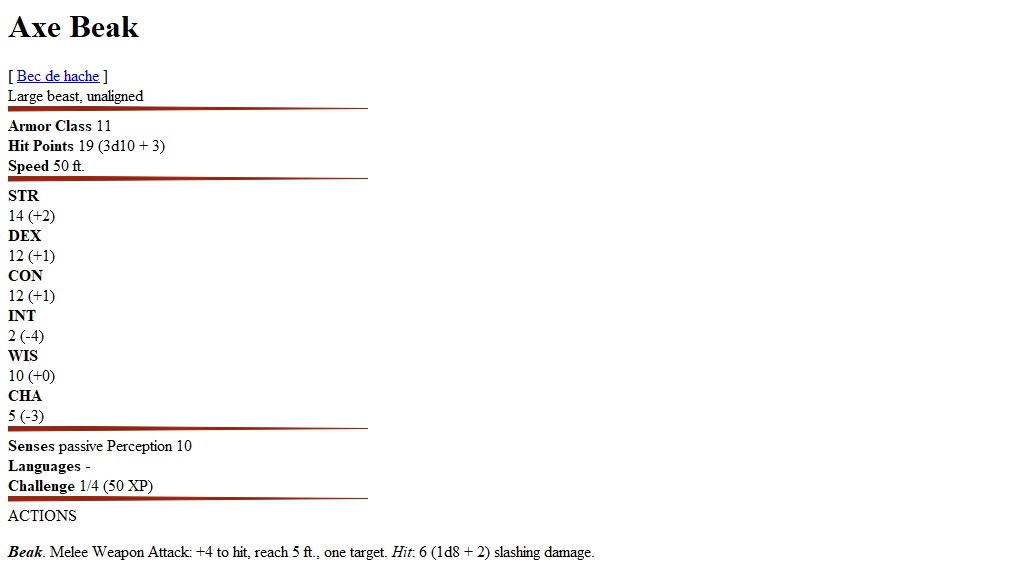 Axe Beak
[ Bec de hache ]
Large beast, unaligned
Armor Class 11
Hit Points 19 (3d10 + 3)
Speed 50 ft.
STR
14 (+2)
DEX
12 (+1)
CON
12 (+1)
INT
2 (-4)
WIS
10 (+0)
CHA
5 (-3)
Senses passive Perception 10
Languages -
Challenge 1/4 (50 XP)
ACTIONS
Beak. Melee Weapon Attack: +4 to hit, reach 5 ft., one target. Hit: 6 (1d8 + 2) slashing damage.